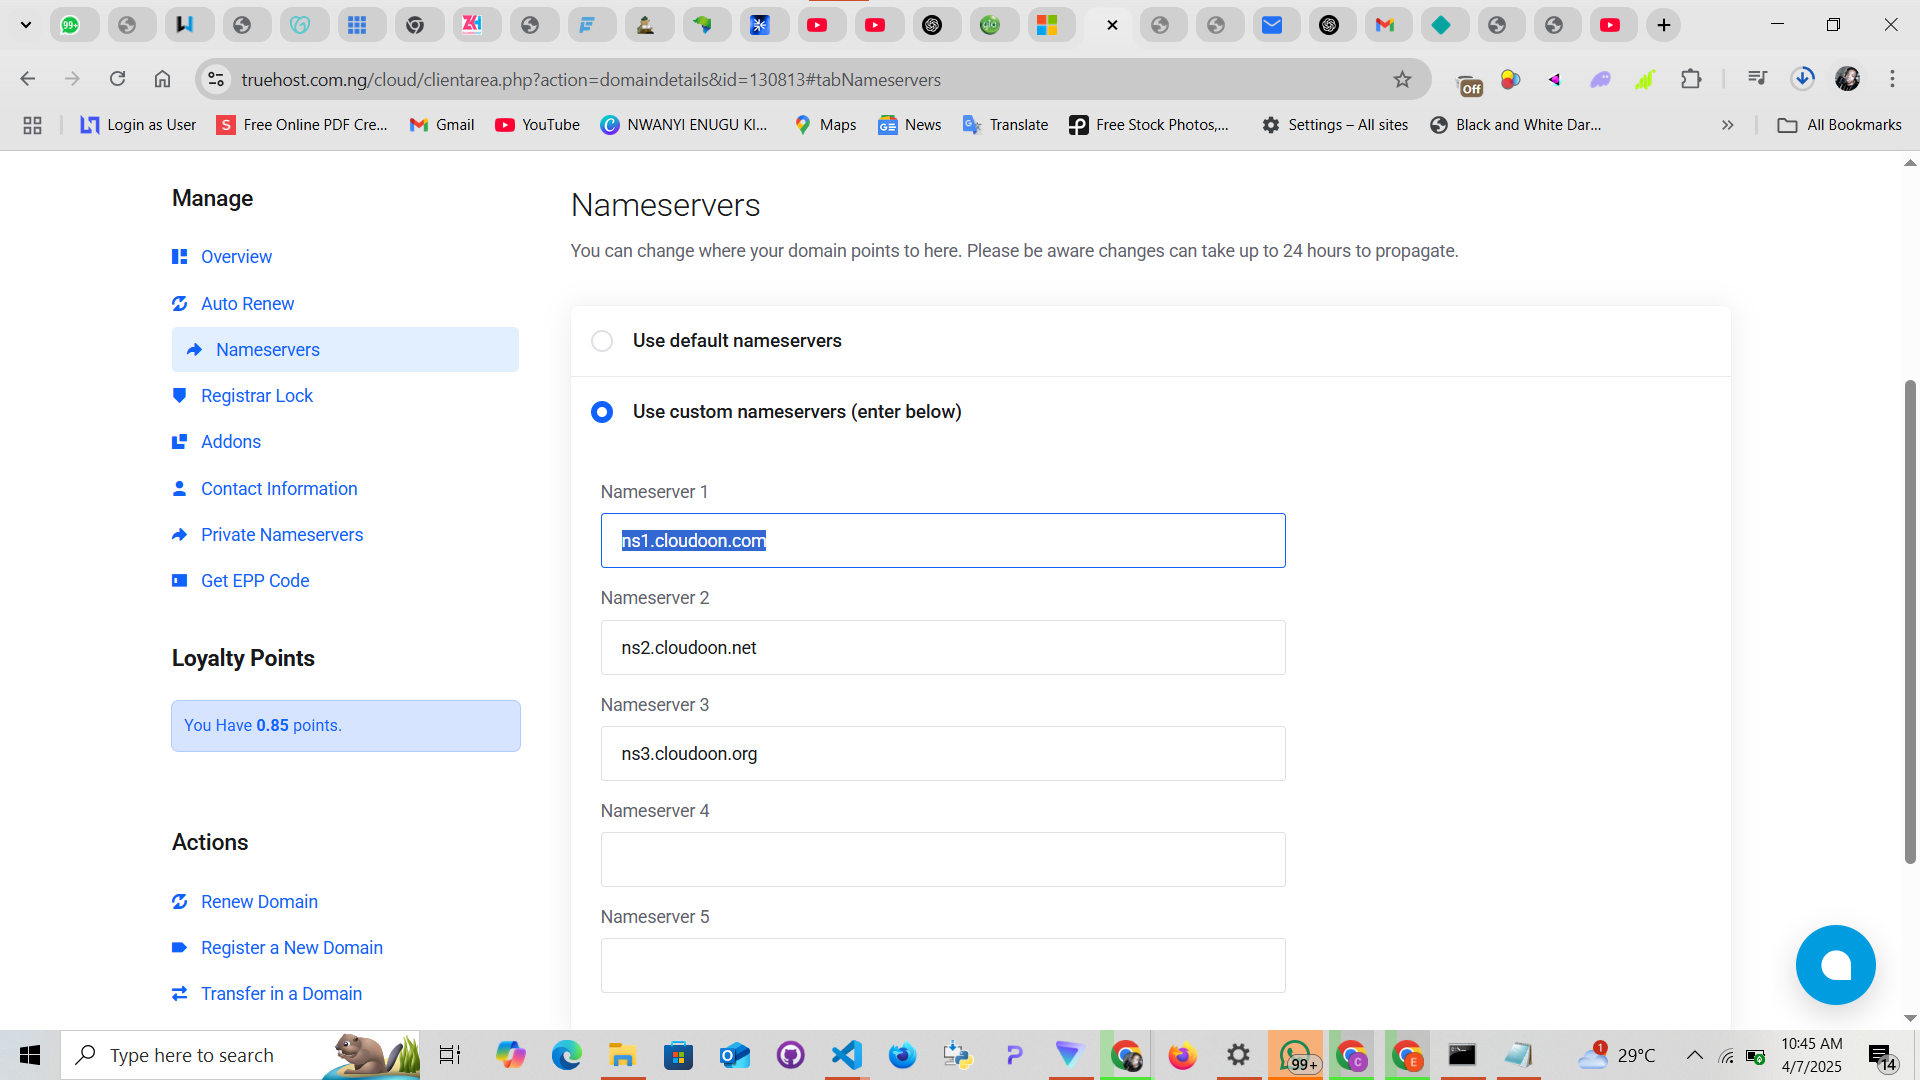 99+
truehost.com.ng/cloud/clientarea.php?action=domaindetails&id=130813#tabNameservers
Off
Login as User
Free Online PDF Cre...
Gmail
YouTube
NWANYI ENUGU KI...
Maps
News
Translate
Free Stock Photos,...
Settings – All sites
Black and White Dar...
All Bookmarks
Manage
Overview
Auto Renew
Nameservers
Registrar Lock
Addons
Contact Information
Private Nameservers
Get EPP Code
Loyalty Points
You Have 0.85 points.
Actions
Renew Domain
Register a New Domain
Transfer in a Domain
Nameservers
You can change where your domain points to here. Please be aware changes can take up to 24 hours to propagate.
Use default nameservers
Use custom nameservers (enter below)
Nameserver 1
ns1.cloudoon.com
Nameserver 2
ns2.cloudoon.net
Nameserver 3
ns3.cloudoon.org
Nameserver 4
Nameserver 5
Type here to search
99+
C
E
1
29°C
10:45 AM
4/7/2025
14